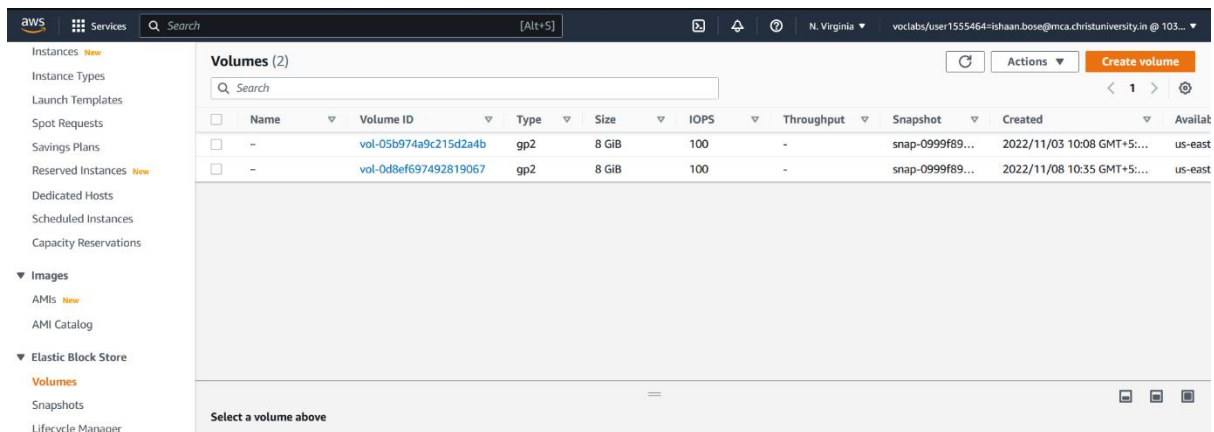 aws Services Search [Alt+S] N. Virginia voclabs/user1555464=ishaan.bose@mca.christuniversity.in @ 103...
Instances New
Instance Types
Launch Templates
Spot Requests
Savings Plans
Reserved Instances New
Dedicated Hosts
Scheduled Instances
Capacity Reservations
Images
AMIs New
AMI Catalog
Elastic Block Store
Volumes
Snapshots
Lifecycle Manager
Volumes (2) Actions Create volume
Search 1
Name Volume ID Type Size IOPS Throughput Snapshot Created Availab
– vol-05b974a9c215d2a4b gp2 8 GiB 100 - snap-0999f89... 2022/11/03 10:08 GMT+5:... us-east
– vol-0d8ef697492819067 gp2 8 GiB 100 - snap-0999f89... 2022/11/08 10:35 GMT+5:... us-east
Select a volume above